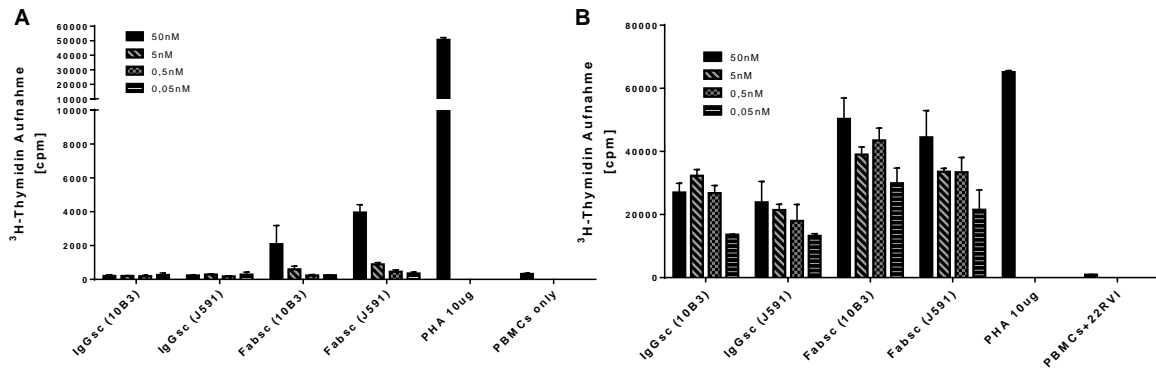 A
³H-Thymidin Aufnahme
[cpm]
60000
50000
40000
30000
20000
10000
10000
8000
6000
4000
2000
0
50nM
5nM
0,5nM
0,05nM
IgGsc (10B3)
IgGsc (J591)
Fabsc (10B3)
Fabsc (J591)
PHA 10ug
PBMCs only
B
³H-Thymidin Aufnahme
[cpm]
80000
60000
40000
20000
0
50nM
5nM
0,5nM
0,05nM
IgGsc (10B3)
IgGsc (J591)
Fabsc (10B3)
Fabsc (J591)
PHA 10ug
PBMCs+22RVI